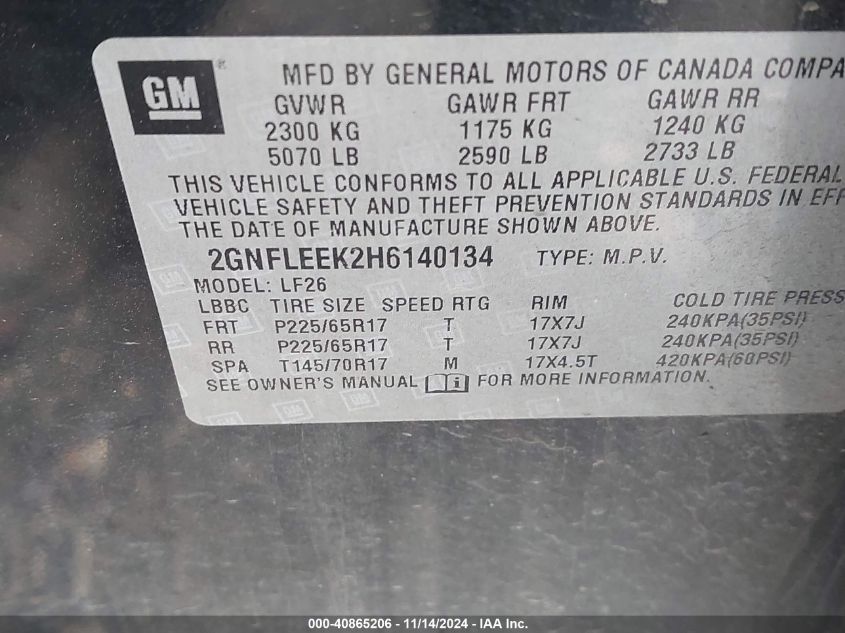 GM ®
MFD BY GENERAL MOTORS OF CANADA COMPA
GVWR GAWR FRT GAWR RR
2300 KG 1175 KG 1240 KG
5070 LB 2590 LB 2733 LB
THIS VEHICLE CONFORMS TO ALL APPLICABLE U.S. FEDERAL
VEHICLE SAFETY AND THEFT PREVENTION STANDARDS IN EFF
THE DATE OF MANUFACTURE SHOWN ABOVE.
2GNFLEEK2H6140134 TYPE: M.P.V.
MODEL: LF26
LBBC TIRE SIZE SPEED RTG RIM COLD TIRE PRESS
FRT P225/65R17 T 17X7J 240KPA(35PSI)
RR P225/65R17 T 17X7J 240KPA(35PSI)
SPA T145/70R17 M 17X4.5T 420KPA(60PSI)
SEE OWNER'S MANUAL FOR MORE INFORMATION.
000-40865206 - 11/14/2024 - IAA Inc.